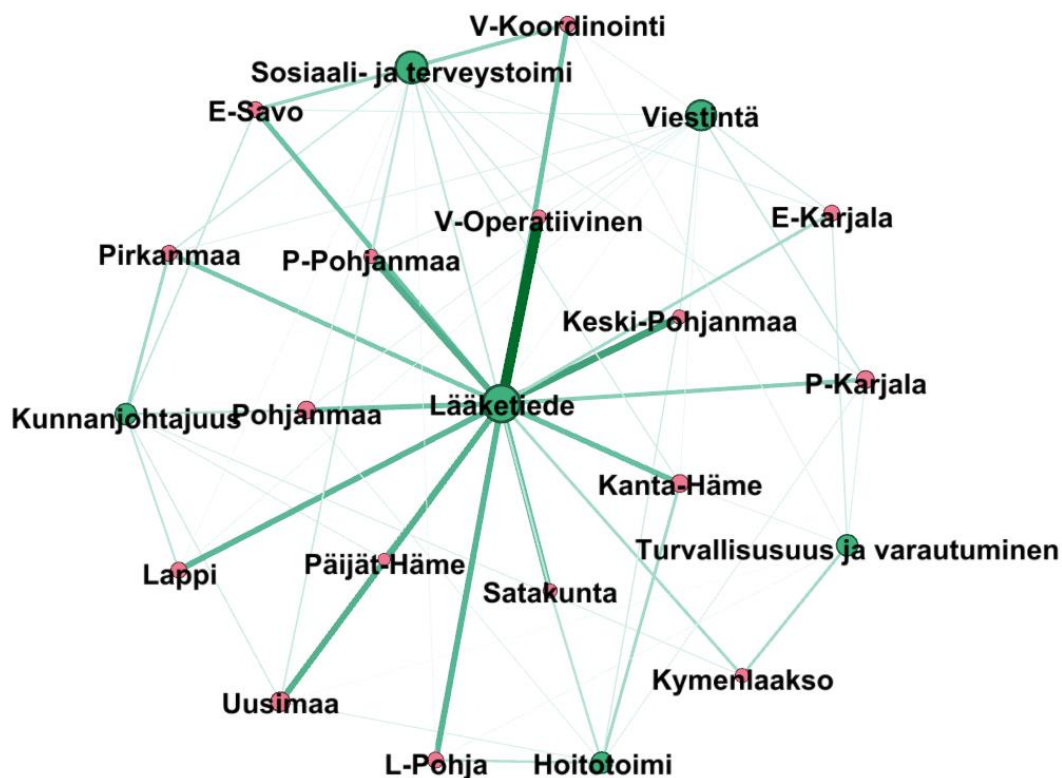 V-Koordinointi
Sosiaali- ja terveystoimi
E-Savo
Viestintä
V-Operatiivinen
E-Karjala
Pirkanmaa
P-Pohjanmaa
Keski-Pohjanmaa
P-Karjala
Kunnanjohtajuus
Pohjanmaa
Lääketiede
Kanta-Häme
Turvallisusuus ja varautuminen
Lappi
Päijät-Häme
Satakunta
Kymenlaakso
Uusimaa
L-Pohja
Hoitotoimi